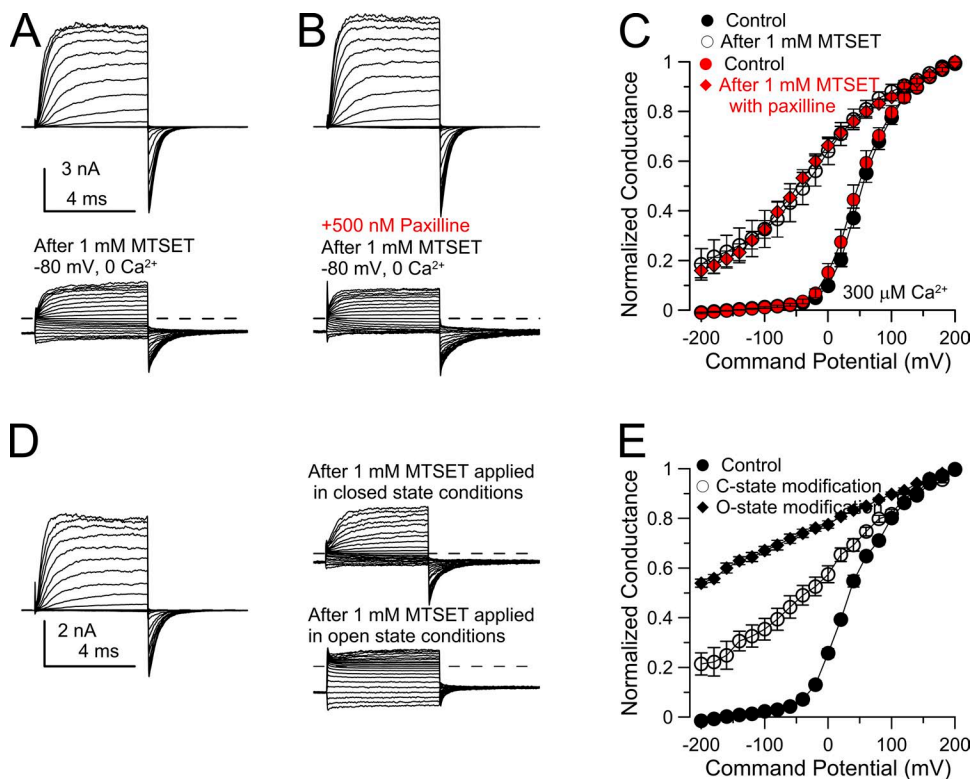 A
B
C
3 nA
4 ms
After 1 mM MTSET
-80 mV, 0 Ca²⁺
+500 nM Paxilline
After 1 mM MTSET
-80 mV, 0 Ca²⁺
Control
After 1 mM MTSET
Control
After 1 mM MTSET
with paxilline
Normalized Conductance
1.0
0.8
0.6
0.4
0.2
0
300 μM Ca²⁺
-200 -100 0 100 200
Command Potential (mV)
D
E
2 nA
4 ms
After 1 mM MTSET applied
in closed state conditions
After 1 mM MTSET applied
in open state conditions
Control
C-state modification
O-state modification
Normalized Conductance
1.0
0.8
0.6
0.4
0.2
0
-200 -100 0 100 200
Command Potential (mV)